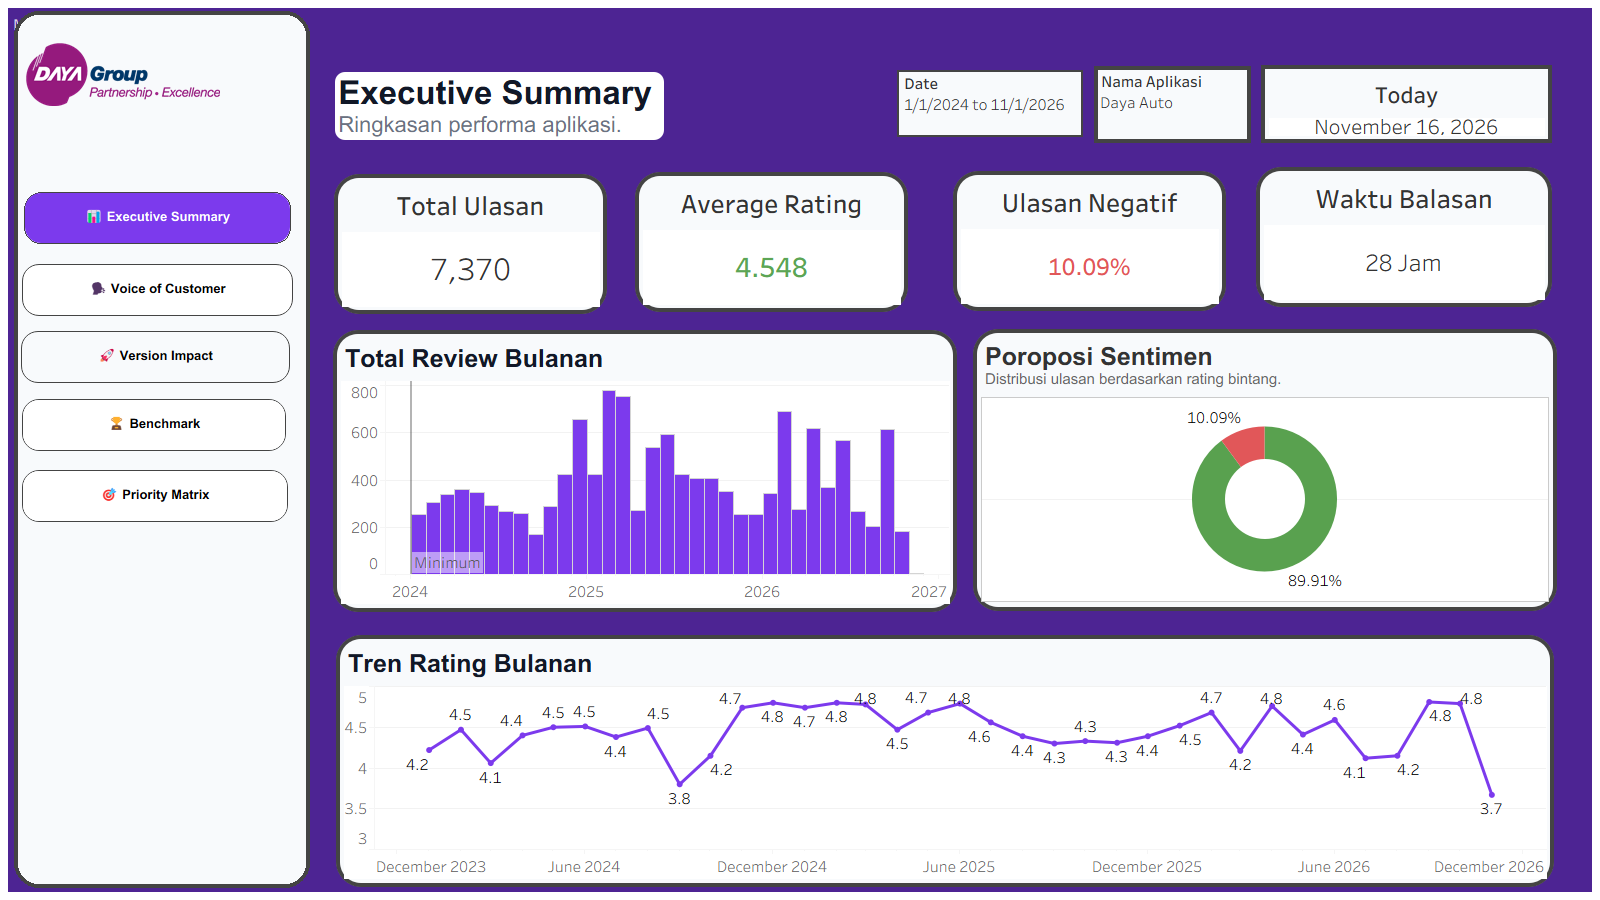 DAYA Group
Partnership • Excellence
Executive Summary
Voice of Customer
Version Impact
Benchmark
Priority Matrix
Executive Summary
Ringkasan performa aplikasi.
Date
1/1/2024 to 11/1/2026
Nama Aplikasi
Daya Auto
Today
November 16, 2026
Total Ulasan
7,370
Average Rating
4.548
Ulasan Negatif
10.09%
Waktu Balasan
28 Jam
Total Review Bulanan
800
600
400
200
0
Minimum
2024 2025 2026 2027
Poroposi Sentimen
Distribusi ulasan berdasarkan rating bintang.
10.09%
89.91%
Tren Rating Bulanan
5
4.5
4
3.5
3
4.2 4.5 4.1 4.4 4.5 4.5 4.4 4.5 3.8 4.2 4.7 4.8 4.7 4.8 4.8 4.5 4.7 4.8 4.6 4.4 4.3 4.3 4.3 4.4 4.5 4.7 4.2 4.8 4.4 4.6 4.1 4.2 4.8 4.8 3.7
December 2023 June 2024 December 2024 June 2025 December 2025 June 2026 December 2026